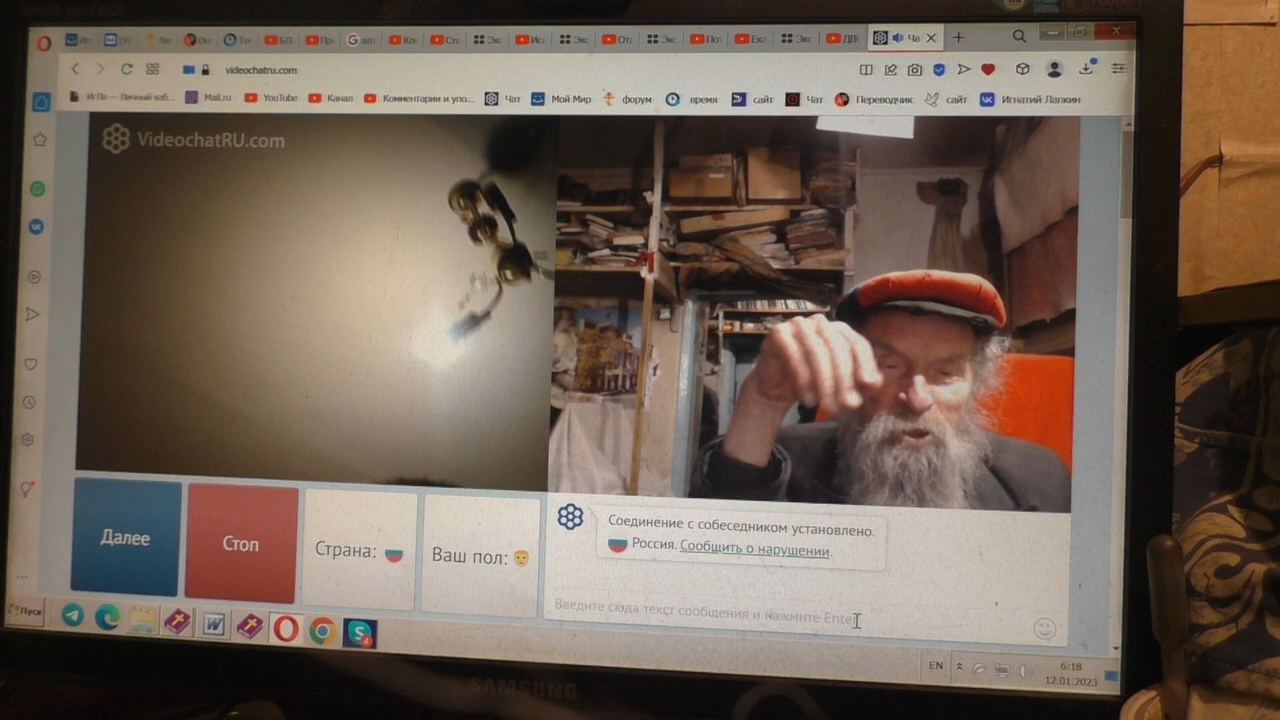 videochatru.com
Mail.ru
YouTube
Канал
Комментарии и упо...
Чат
Мой Мир
форум
время
сайт
Чат
Переводчик
сайт
Игнатий Лапкин
VideochatRU.com
Далее
Стоп
Страна:
Ваш пол:
Соединение с собеседником установлено.
Россия. Сообщить о нарушении.
Введите сюда текст сообщения и нажмите Enter
Пуск
EN
6:18
12.01.2023
SAMSUNG